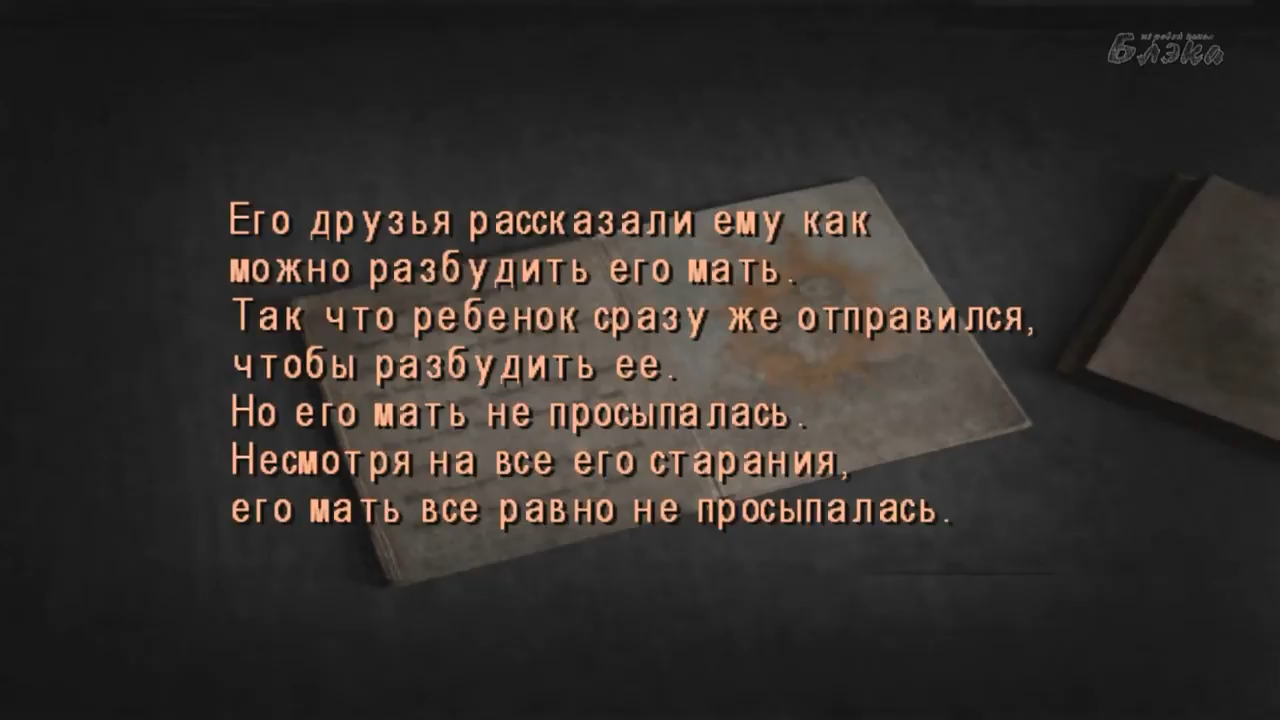 Блэка
Его друзья рассказали ему как
можно разбудить его мать.
Так что ребенок сразу же отправился,
чтобы разбудить ее.
Но его мать не просыпалась.
Несмотря на все его старания,
его мать все равно не просыпалась.